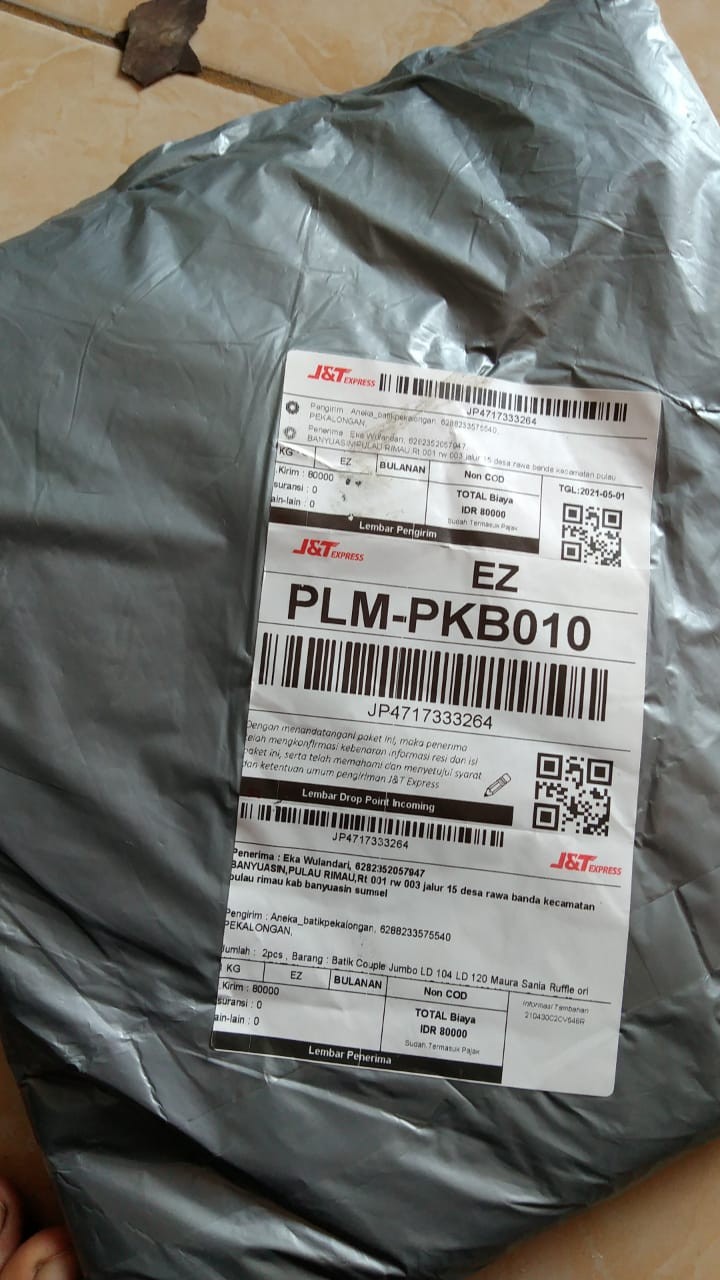 J&T EXPRESS
JP4717333264
Pengirim : Aneka_batikpekalongan, 6288233575540,
PEKALONGAN,
Penerima : Eka Wulandari, 6282352057947,
BANYUASIN,PULAU RIMAU,Rt 001 rw 003 jalur 15 desa rawa banda kecamatan pulau
KG EZ BULANAN Non COD TGL:2021-05-01
Kirim : 80000
suransi : 0
ain-lain : 0
TOTAL Biaya
IDR 80000
Sudah Termasuk Pajak
Lembar Pengirim
J&T EXPRESS
EZ
PLM-PKB010
JP4717333264
Dengan menandatangani paket ini, maka penerima
telah mengkonfirmasi kebenaran informasi resi dan isi
paket ini, serta telah memahami dan menyetujui syarat
dan ketentuan umum pengiriman J&T Express
Lembar Drop Point Incoming
JP4717333264
J&T EXPRESS
Penerima : Eka Wulandari, 6282352057947
BANYUASIN,PULAU RIMAU,Rt 001 rw 003 jalur 15 desa rawa banda kecamatan
pulau rimau kab banyuasin sumsel
Pengirim : Aneka_batikpekalongan, 6288233575540
PEKALONGAN,
Jumlah : 2pcs , Barang : Batik Couple Jumbo LD 104 LD 120 Maura Sania Ruffle ori
KG EZ BULANAN Non COD
Kirim : 80000
suransi : 0
ain-lain : 0
TOTAL Biaya
IDR 80000
Sudah Termasuk Pajak
Informasi Tambahan
Lembar Penerima